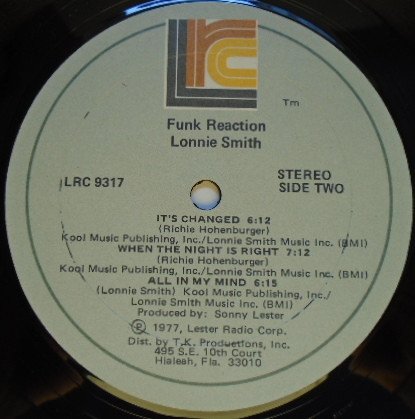 lrc
Tm
Funk Reaction
Lonnie Smith
LRC 9317
STEREO
SIDE TWO
IT'S CHANGED 6:12
(Richie Hohenburger)
Kool Music Publishing, Inc./Lonnie Smith Music Inc. (BMI)
WHEN THE NIGHT IS RIGHT 7:12
(Richie Hohenburger)
Kool Music Publishing, Inc./Lonnie Smith Music Inc. (BMI)
ALL IN MY MIND 6:15
(Lonnie Smith) Kool Music Publishing, Inc./
Lonnie Smith Music Inc. (BMI)
Produced by: Sonny Lester
℗ 1977, Lester Radio Corp.
Dist. by T.K. Productions, Inc.
495 S.E. 10th Court
Hialeah, Fla. 33010